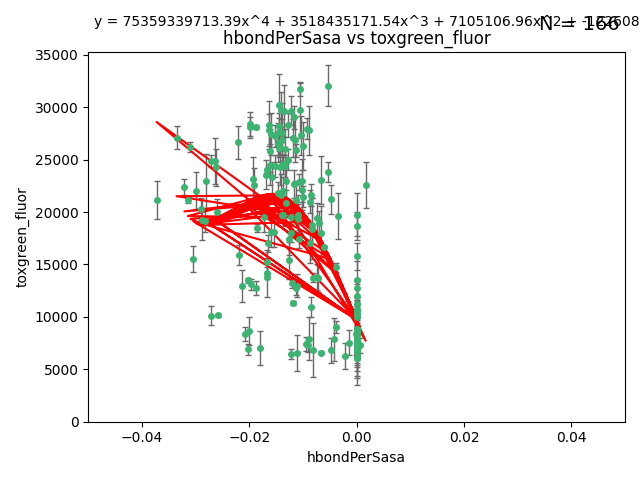 y = 75359339713.39x^4 + 3518435171.54x^3 + 7105106.96x^2 +
N = 166
hbondPerSasa vs toxgreen_fluor
35000
30000
25000
20000
15000
10000
5000
0
toxgreen_fluor
−0.04 −0.02 0.00 0.02 0.04
hbondPerSasa